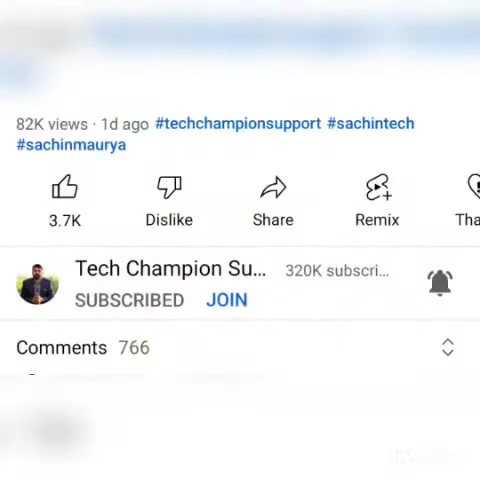 82K views · 1d ago #techchampionsupport #sachintech
#sachinmaurya
3.7K Dislike Share Remix Tha
Tech Champion Su... 320K subscri...
SUBSCRIBED JOIN
Comments 766